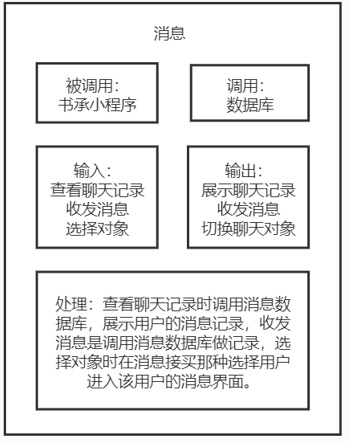 消息
被调用：
书承小程序
调用：
数据库
输入：
查看聊天记录
收发消息
选择对象
输出：
展示聊天记录
收发消息
切换聊天对象
处理：查看聊天记录时调用消息数
据库，展示用户的消息记录，收发
消息是调用消息数据库做记录，选
择对象时在消息接买那种选择用户
进入该用户的消息界面。